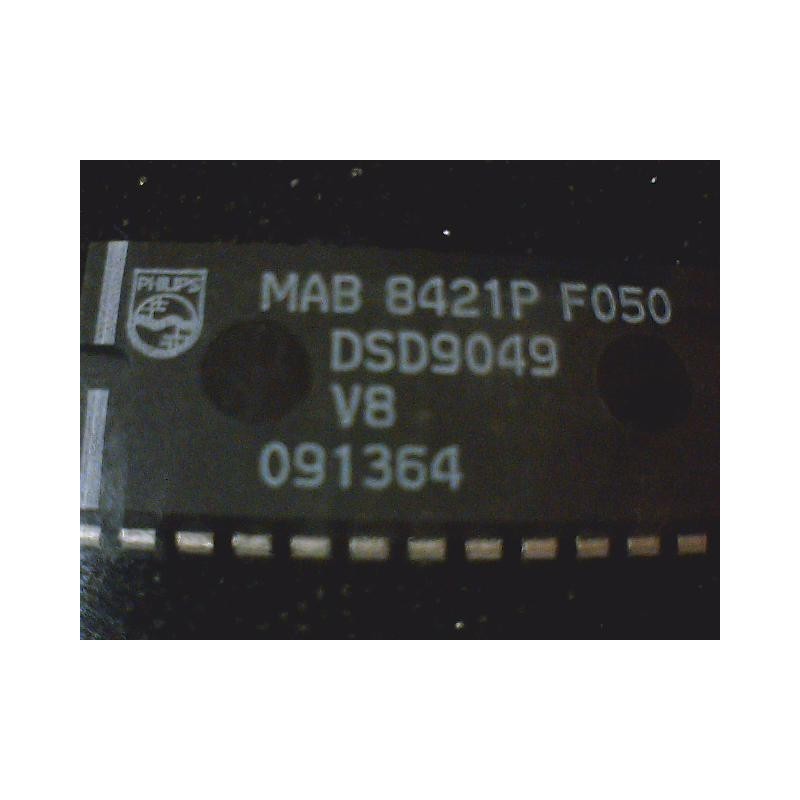 PHILIPS
MAB 8421P F050
DSD9049
V8
091364